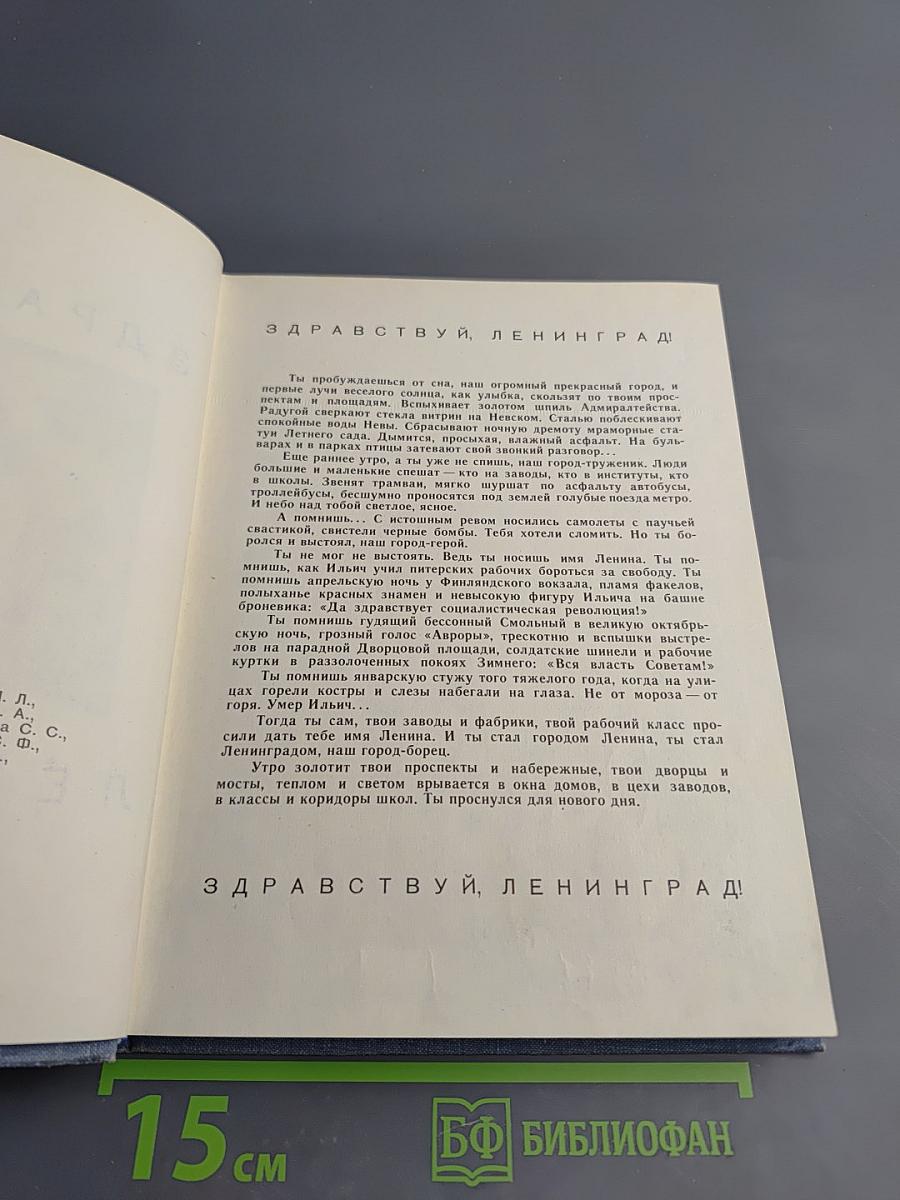 . Л.,
. А.,
а С. С.,
С. Ф.,
.,
ЗДРАВСТВУЙ, ЛЕНИНГРАД!
Ты пробуждаешься от сна, наш огромный прекрасный город, и
первые лучи веселого солнца, как улыбка, скользят по твоим прос-
пектам и площадям. Вспыхивает золотом шпиль Адмиралтейства.
Радугой сверкают стекла витрин на Невском. Сталью поблескивают
спокойные воды Невы. Сбрасывают ночную дремоту мраморные ста-
туи Летнего сада. Дымится, просыхая, влажный асфальт. На буль-
варах и в парках птицы затевают свой звонкий разговор...
Еще раннее утро, а ты уже не спишь, наш город-труженик. Люди
большие и маленькие спешат — кто на заводы, кто в институты, кто
в школы. Звенят трамваи, мягко шуршат по асфальту автобусы,
троллейбусы, бесшумно проносятся под землей голубые поезда метро.
И небо над тобой светлое, ясное.
А помнишь... С истошным ревом носились самолеты с паучьей
свастикой, свистели черные бомбы. Тебя хотели сломить. Но ты бо-
ролся и выстоял, наш город-герой.
Ты не мог не выстоять. Ведь ты носишь имя Ленина. Ты по-
мнишь, как Ильич учил питерских рабочих бороться за свободу. Ты
помнишь апрельскую ночь у Финляндского вокзала, пламя факелов,
полыханье красных знамен и невысокую фигуру Ильича на башне
броневика: «Да здравствует социалистическая революция!»
Ты помнишь гудящий бессонный Смольный в великую октябрь-
скую ночь, грозный голос «Авроры», трескотню и вспышки выстре-
лов на парадной Дворцовой площади, солдатские шинели и рабочие
куртки в раззолоченных покоях Зимнего: «Вся власть Советам!»
Ты помнишь январскую стужу того тяжелого года, когда на ули-
цах горели костры и слезы набегали на глаза. Не от мороза — от
горя. Умер Ильич...
Тогда ты сам, твои заводы и фабрики, твой рабочий класс про-
сили дать тебе имя Ленина. И ты стал городом Ленина, ты стал
Ленинградом, наш город-борец.
Утро золотит твои проспекты и набережные, твои дворцы и
мосты, теплом и светом врывается в окна домов, в цехи заводов,
в классы и коридоры школ. Ты проснулся для нового дня.
ЗДРАВСТВУЙ, ЛЕНИНГРАД!
15 см
БФ БИБЛИОФАН